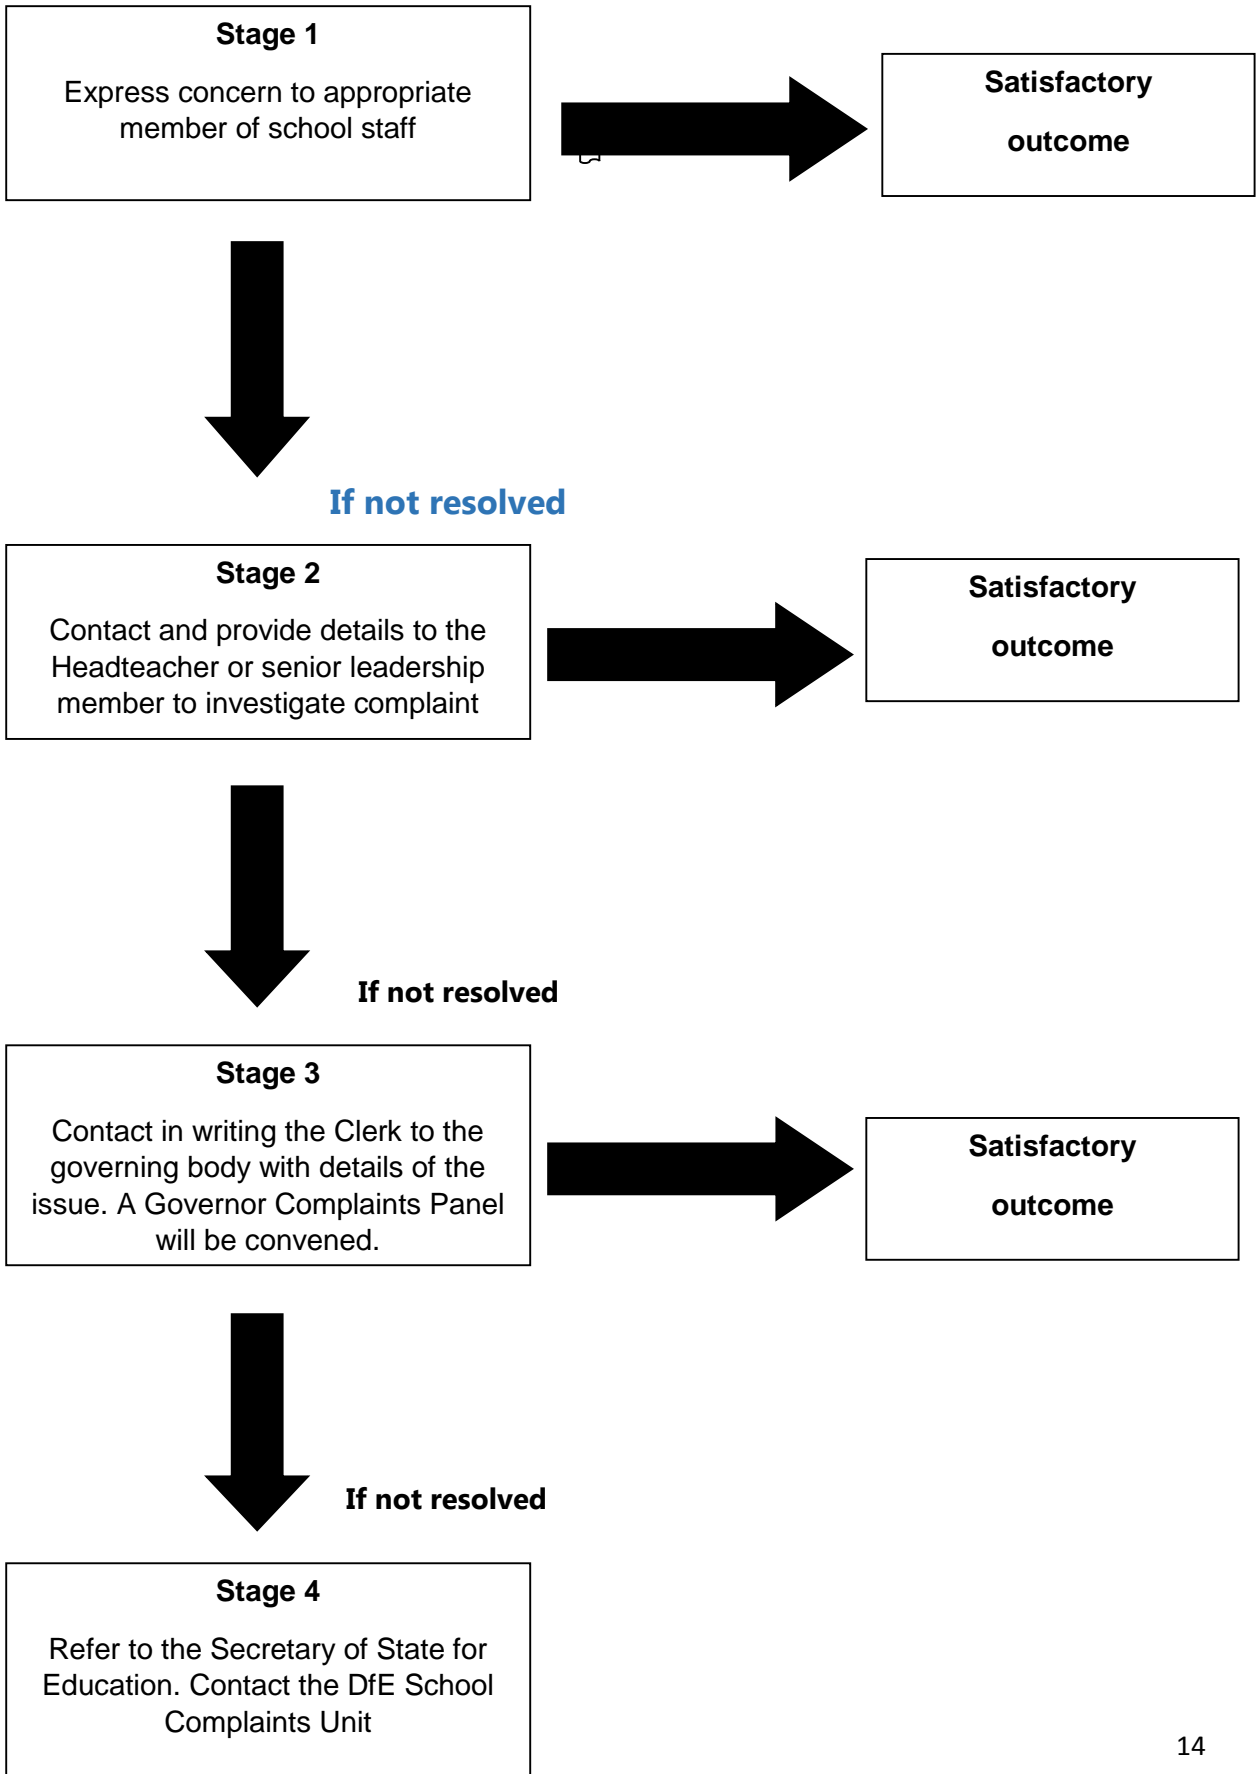 Stage 1
Express concern to appropriate
member of school staff
Satisfactory
outcome
If not resolved
Stage 2
Contact and provide details to the
Headteacher or senior leadership
member to investigate complaint
Satisfactory
outcome
If not resolved
Stage 3
Contact in writing the Clerk to the
governing body with details of the
issue. A Governor Complaints Panel
will be convened.
Satisfactory
outcome
If not resolved
Stage 4
Refer to the Secretary of State for
Education. Contact the DfE School
Complaints Unit
14